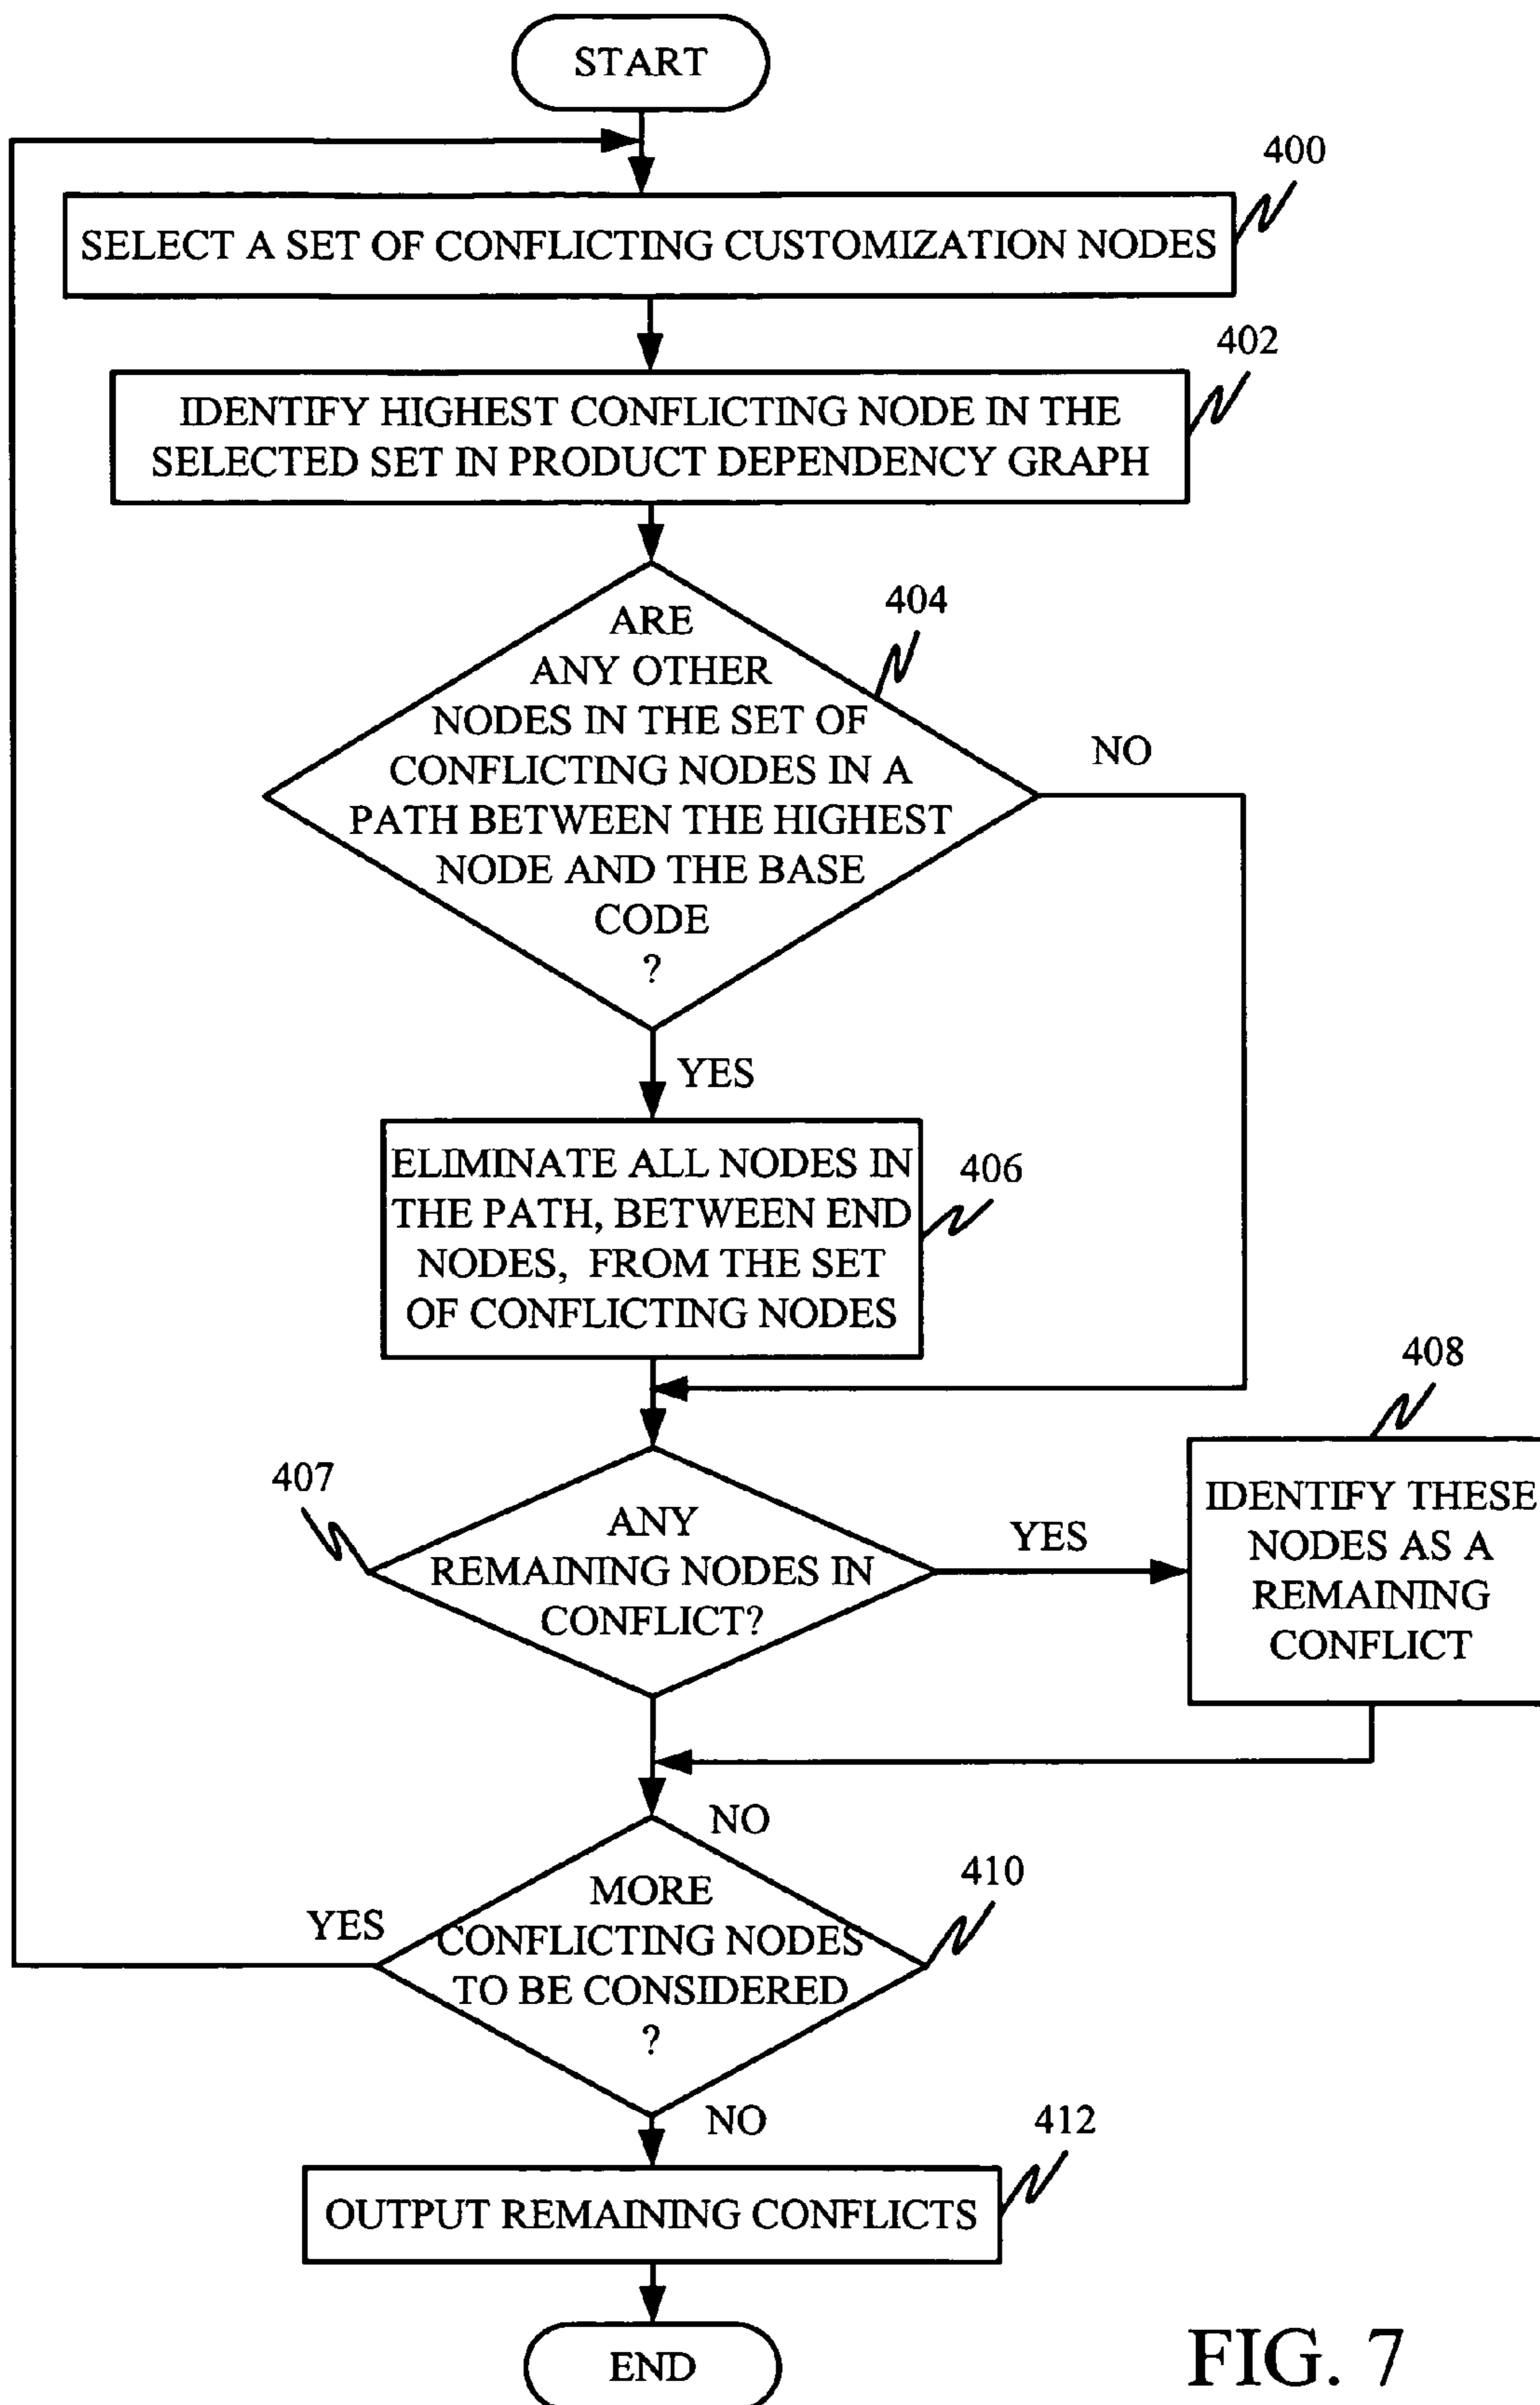 START
400
SELECT A SET OF CONFLICTING CUSTOMIZATION NODES
402
IDENTIFY HIGHEST CONFLICTING NODE IN THE
SELECTED SET IN PRODUCT DEPENDENCY GRAPH
404
ARE
ANY OTHER
NODES IN THE SET OF
CONFLICTING NODES IN A
PATH BETWEEN THE HIGHEST
NODE AND THE BASE
CODE
?
NO
YES
406
ELIMINATE ALL NODES IN
THE PATH, BETWEEN END
NODES, FROM THE SET
OF CONFLICTING NODES
407
ANY
REMAINING NODES IN
CONFLICT?
YES
408
IDENTIFY THESE
NODES AS A
REMAINING
CONFLICT
NO
410
MORE
CONFLICTING NODES
TO BE CONSIDERED
?
YES
NO
412
OUTPUT REMAINING CONFLICTS
END
FIG. 7